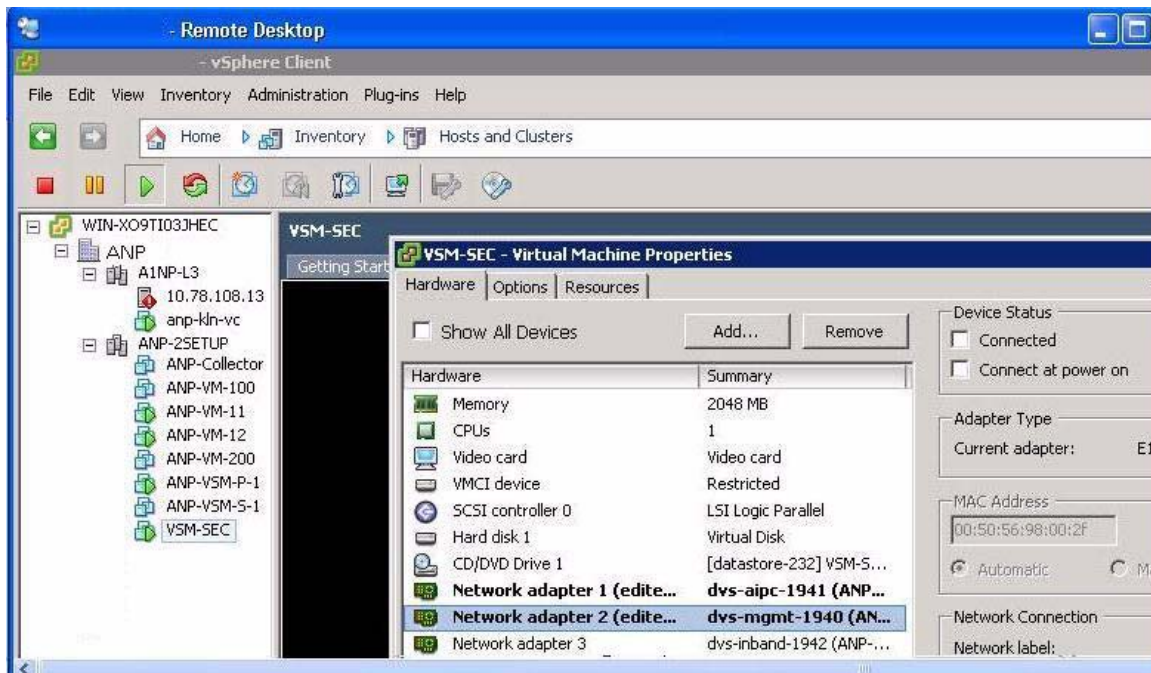 - Remote Desktop
- vSphere Client
File Edit View Inventory Administration Plug-ins Help
Home Inventory Hosts and Clusters
WIN-XO9TI03JHEC
ANP
A1NP-L3
10.78.108.13
anp-kln-vc
ANP-2SETUP
ANP-Collector
ANP-VM-100
ANP-VM-11
ANP-VM-12
ANP-VM-200
ANP-VSM-P-1
ANP-VSM-S-1
VSM-SEC
VSM-SEC
Getting Start
VSM-SEC - Virtual Machine Properties
Hardware Options Resources
Show All Devices Add... Remove
Hardware Summary
Memory 2048 MB
CPUs 1
Video card Video card
VMCI device Restricted
SCSI controller 0 LSI Logic Parallel
Hard disk 1 Virtual Disk
CD/DVD Drive 1 [datastore-232] VSM-S...
Network adapter 1 (edite... dvs-aipc-1941 (ANP...
Network adapter 2 (edite... dvs-mgmt-1940 (AN...
Network adapter 3 dvs-inband-1942 (ANP-...
Device Status
Connected
Connect at power on
Adapter Type
Current adapter: E1
MAC Address
00:50:56:98:00:2f
Automatic M
Network Connection
Network label: